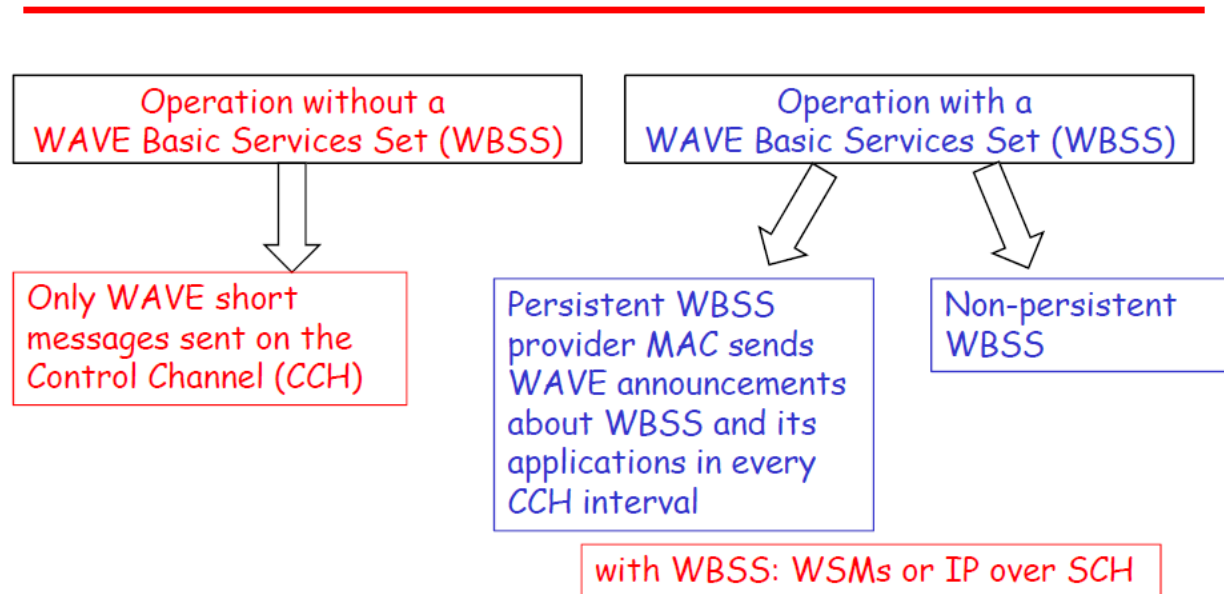 Operation without a
WAVE Basic Services Set (WBSS)
Operation with a
WAVE Basic Services Set (WBSS)
Only WAVE short
messages sent on the
Control Channel (CCH)
Persistent WBSS
provider MAC sends
WAVE announcements
about WBSS and its
applications in every
CCH interval
Non-persistent
WBSS
with WBSS: WSMs or IP over SCH